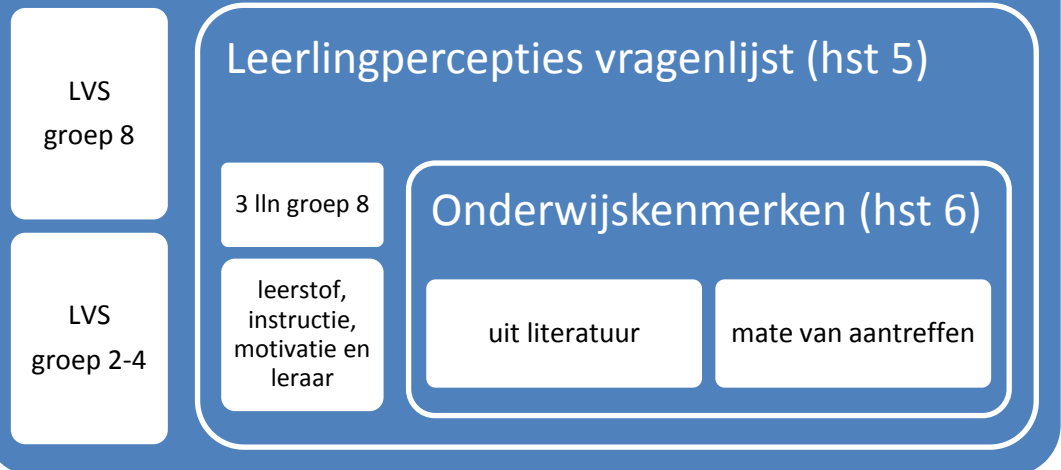 LVS
groep 8
LVS
groep 2-4
Leerlingpercepties vragenlijst (hst 5)
3 lln groep 8
leerstof,
instructie,
motivatie en
leraar
Onderwijskenmerken (hst 6)
uit literatuur
mate van aantreffen